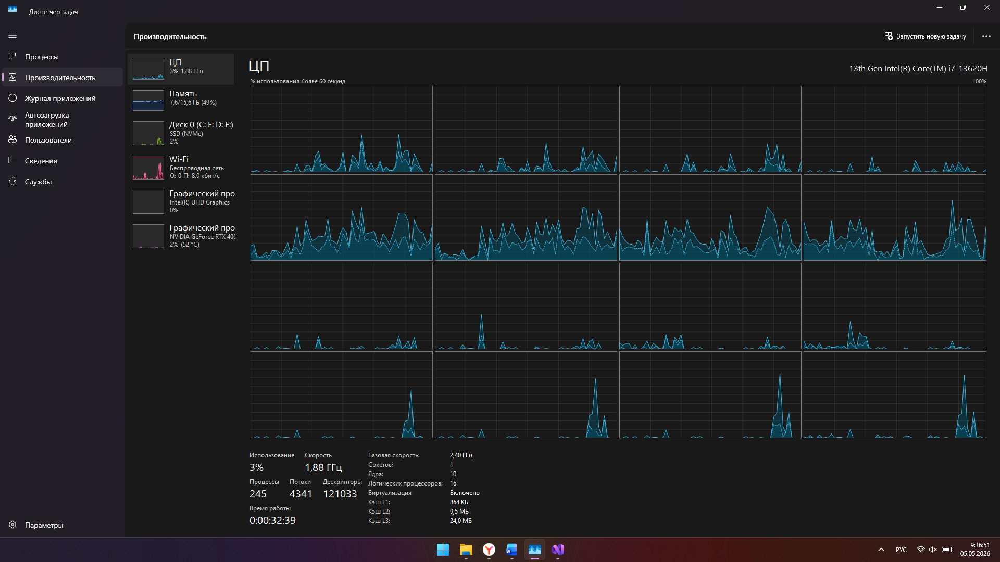 Диспетчер задач
Производительность
Запустить новую задачу
Процессы
Производительность
Журнал приложений
Автозагрузка
приложений
Пользователи
Сведения
Службы
Параметры
ЦП
3% 1,88 ГГц
Память
7,6/15,6 ГБ (49%)
Диск 0 (C: F: D: E:)
SSD (NVMe)
2%
Wi-Fi
Беспроводная сеть
О: 0 П: 8,0 кбит/с
Графический про
Intel(R) UHD Graphics
0%
Графический про
NVIDIA GeForce RTX 406
2% (52 °C)
ЦП
13th Gen Intel(R) Core(TM) i7-13620H
% использования более 60 секунд
100%
Использование
3%
Скорость
1,88 ГГц
Процессы
245
Потоки
4341
Дескрипторы
121033
Время работы
0:00:32:39
Базовая скорость: 2,40 ГГц
Сокетов: 1
Ядра: 10
Логических процессоров: 16
Виртуализация: Включено
Кэш L1: 864 КБ
Кэш L2: 9,5 МБ
Кэш L3: 24,0 МБ
РУС
9:36:51
05.05.2026